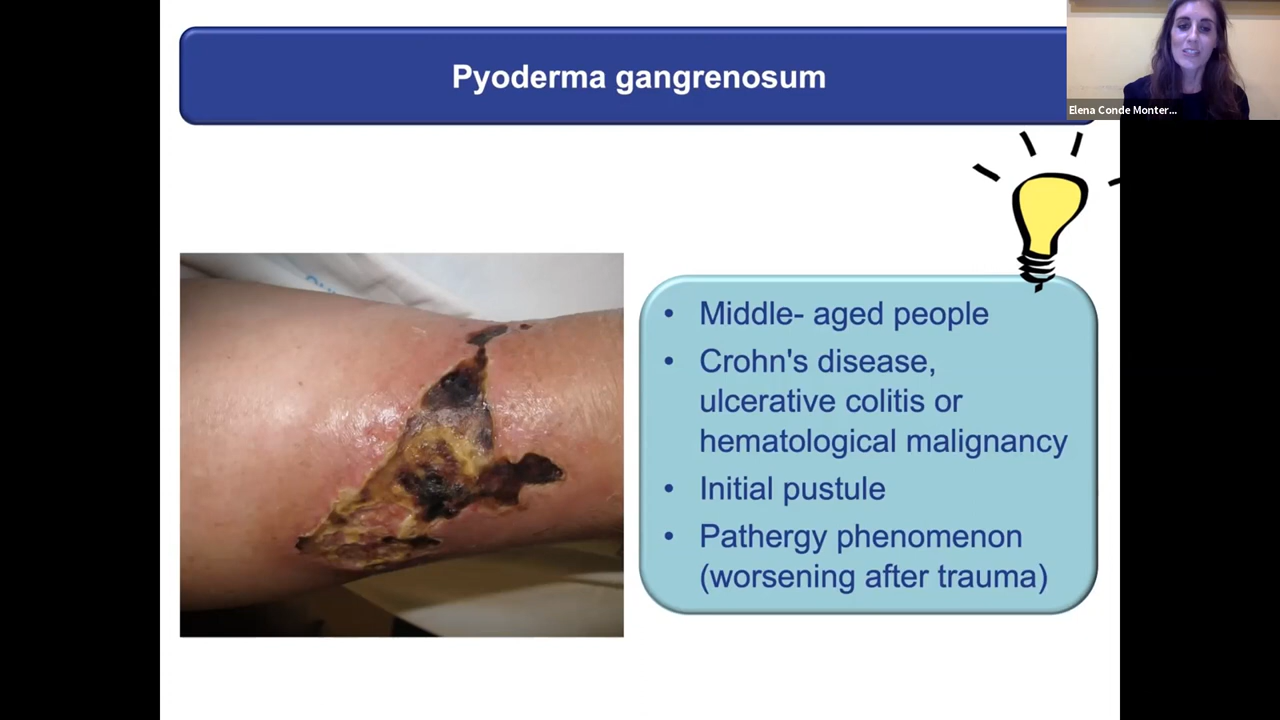 Pyoderma gangrenosum
Elena Conde Monter...
• Middle- aged people
• Crohn's disease,
ulcerative colitis or
hematological malignancy
• Initial pustule
• Pathergy phenomenon
(worsening after trauma)